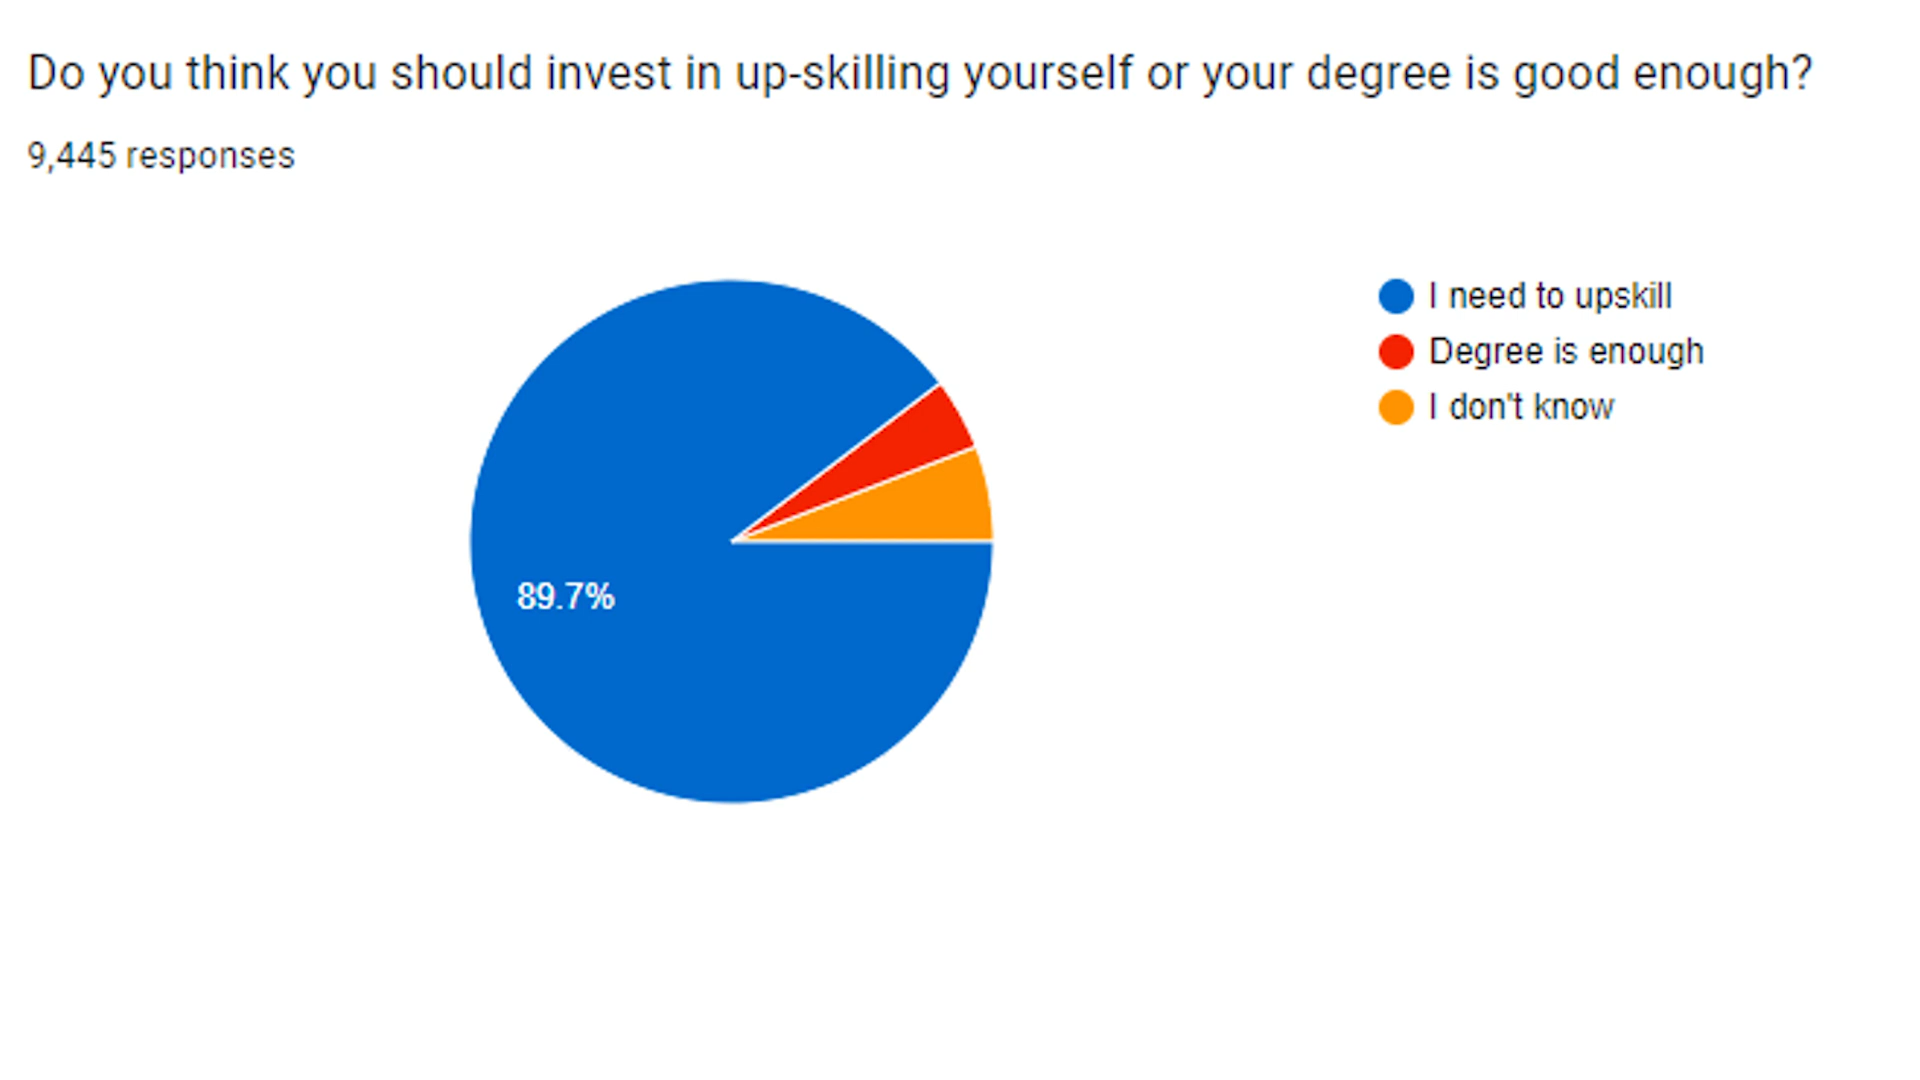 Do you think you should invest in up-skilling yourself or your degree is good enough?
9,445 responses
I need to upskill
Degree is enough
I don't know
89.7%